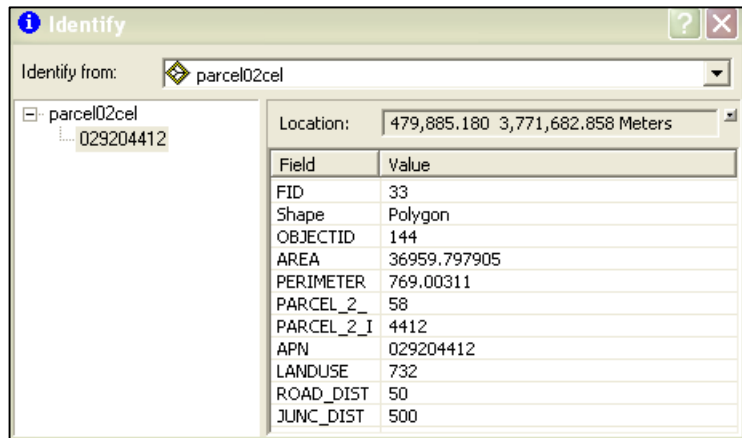 Identify
Identify from: parcel02cel
parcel02cel
029204412
Location: 479,885.180 3,771,682.858 Meters
Field Value
FID 33
Shape Polygon
OBJECTID 144
AREA 36959.797905
PERIMETER 769.00311
PARCEL_2_ 58
PARCEL_2_I 4412
APN 029204412
LANDUSE 732
ROAD_DIST 50
JUNC_DIST 500